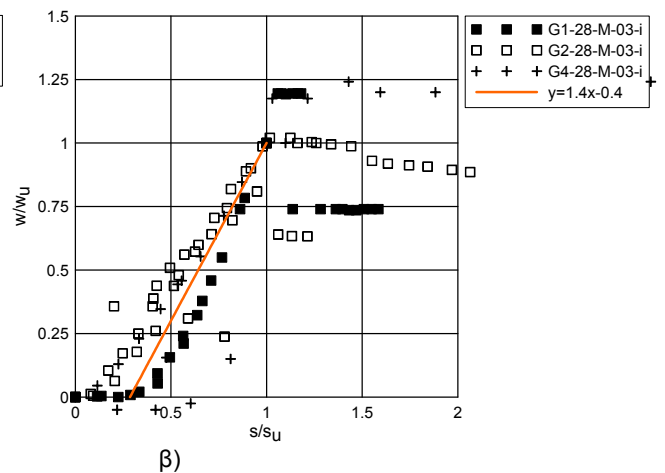 1.5
1.25
1
0.75
0.5
0.25
0
w/wu
0 0.5 1 1.5 2
s/su
G1-28-M-03-i
G2-28-M-03-i
G4-28-M-03-i
y=1.4x-0.4
β)